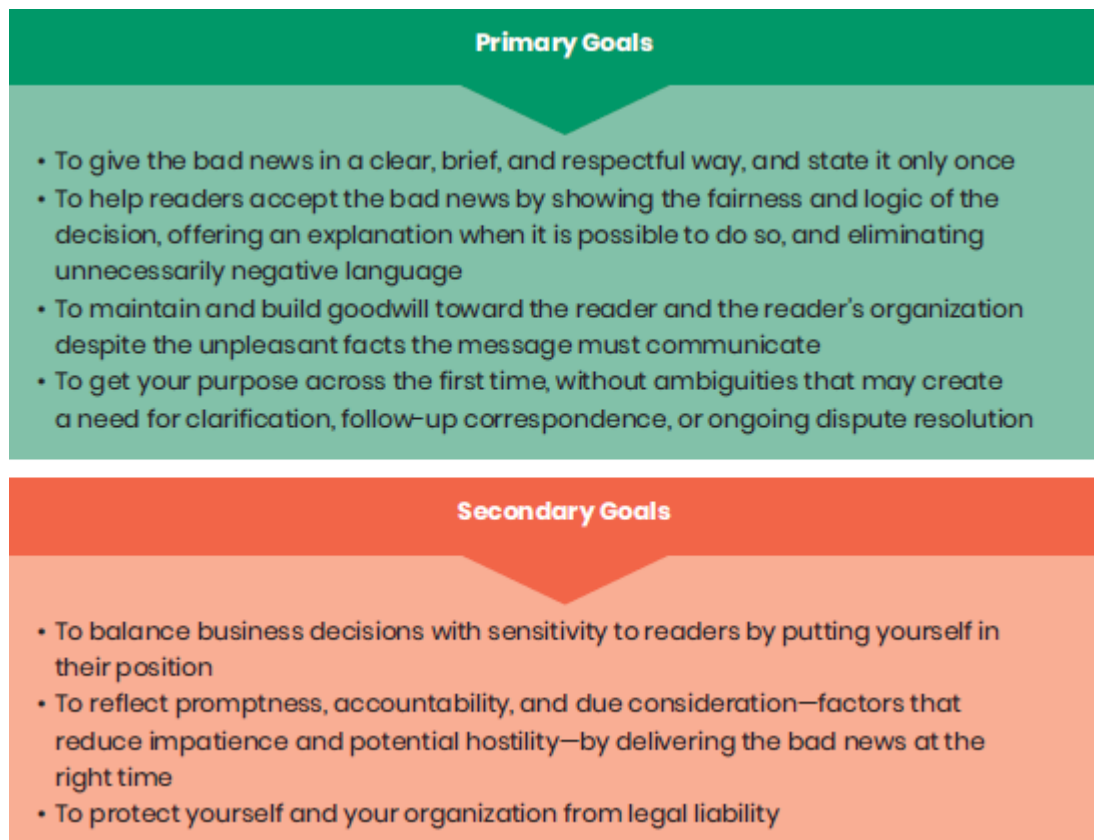 Primary Goals
• To give the bad news in a clear, brief, and respectful way, and state it only once
• To help readers accept the bad news by showing the fairness and logic of the
decision, offering an explanation when it is possible to do so, and eliminating
unnecessarily negative language
• To maintain and build goodwill toward the reader and the reader's organization
despite the unpleasant facts the message must communicate
• To get your purpose across the first time, without ambiguities that may create
a need for clarification, follow-up correspondence, or ongoing dispute resolution
Secondary Goals
• To balance business decisions with sensitivity to readers by putting yourself in
their position
• To reflect promptness, accountability, and due consideration—factors that
reduce impatience and potential hostility—by delivering the bad news at the
right time
• To protect yourself and your organization from legal liability